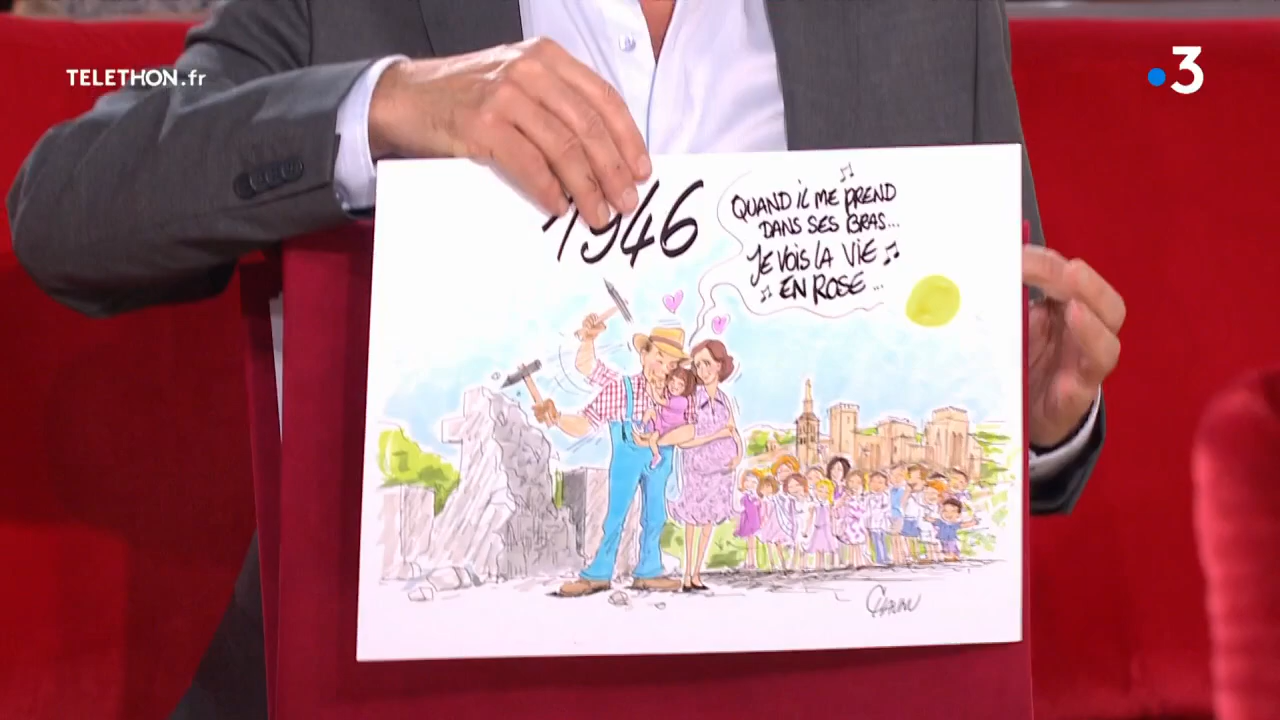 TELETHON.fr
3
1946
QUAND iL ME PREND
DANS SES BRAS...
JE VOIS LA VIE
EN ROSE ...